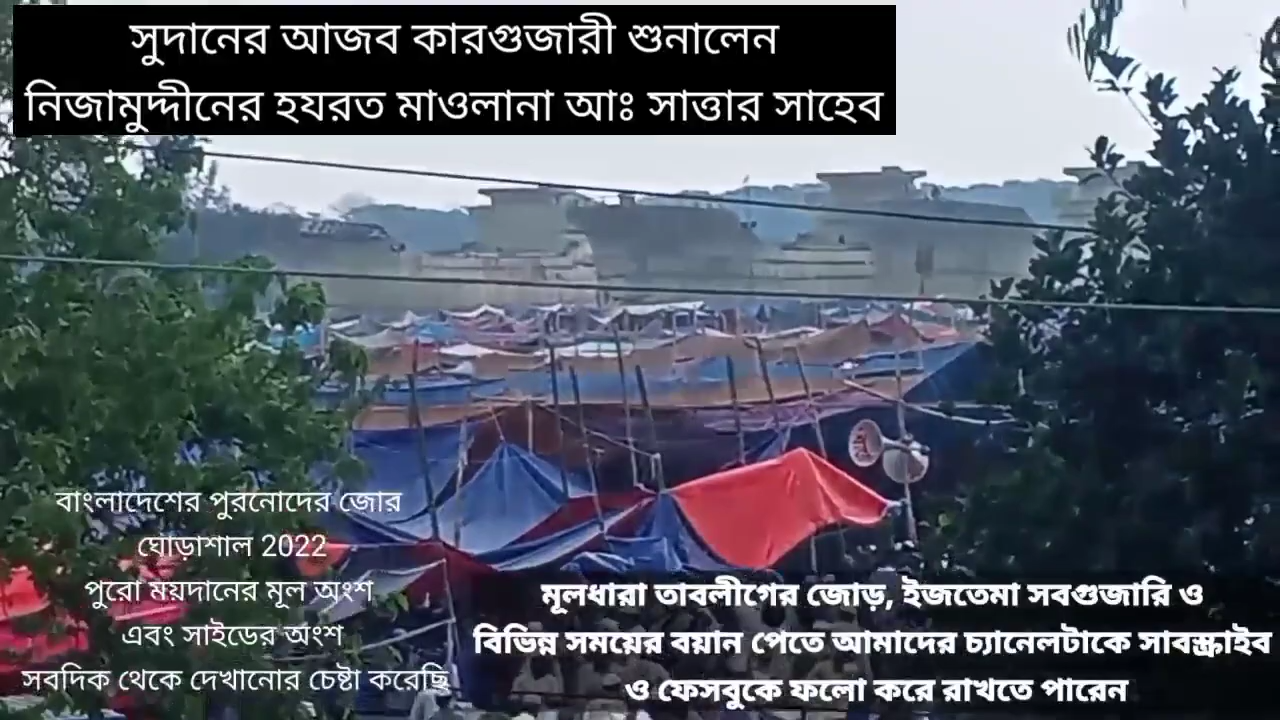 সুদানের আজব কারগুজারী শুনালেন
নিজামুদ্দীনের হযরত মাওলানা আঃ সাত্তার সাহেব
বাংলাদেশের পুরনোদের জোর
ঘোড়াশাল 2022
পুরো ময়দানের মূল অংশ
এবং সাইডের অংশ
সবদিক থেকে দেখানোর চেষ্টা করেছি
মূলধারা তাবলীগের জোড়, ইজতেমা সবগুজারি ও
বিভিন্ন সময়ের বয়ান পেতে আমাদের চ্যানেলটাকে সাবস্ক্রাইব
ও ফেসবুকে ফলো করে রাখতে পারেন